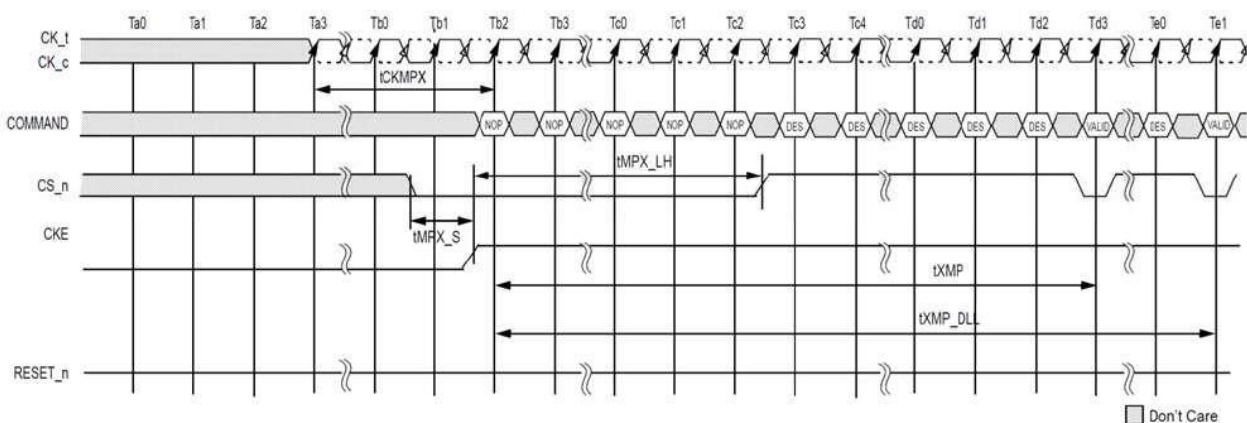 Ta0 Ta1 Ta2 Ta3 Tb0 Tb1 Tb2 Tb3 Tc0 Tc1 Tc2 Tc3 Tc4 Td0 Td1 Td2 Td3 Te0 Te1
CK_t
CK_c
tCKMPX
COMMAND NOP NOP NOP NOP NOP DES DES DES DES DES VALID DES VALID
tMPX_LH
CS_n
tMPX_S
CKE
tXMP
tXMP_DLL
RESET_n
Don't Care